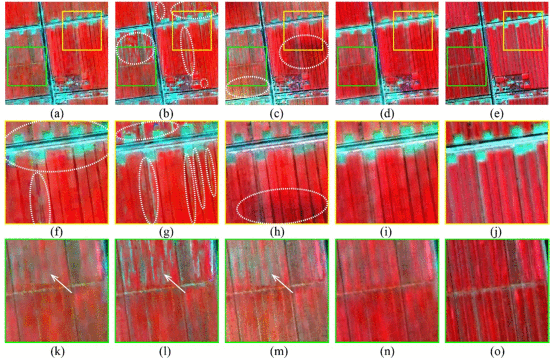 (a) (b) (c) (d) (e)
(f) (g) (h) (i) (j)
(k) (l) (m) (n) (o)